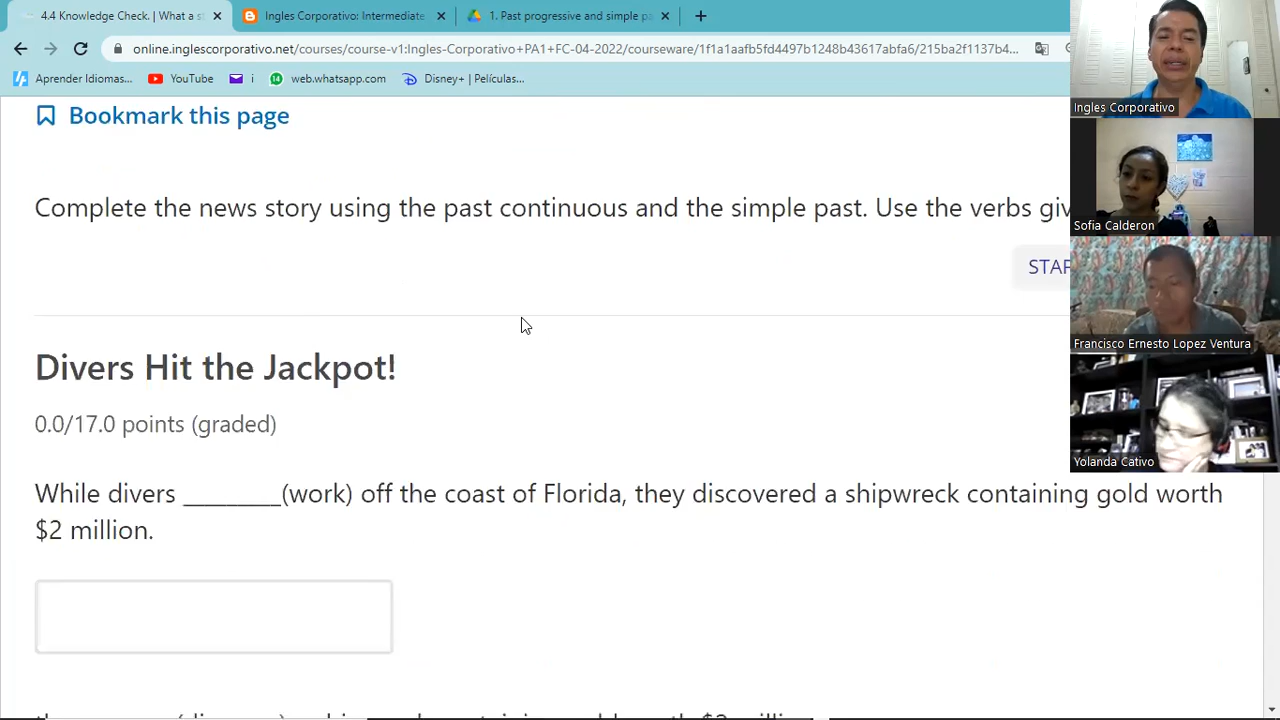 4.4 Knowledge Check. | What a s
Ingles Corporativo: Intermediate
1. Past progressive and simple pa
online.inglescorporativo.net/courses/course-v1:Ingles-Corporativo+PA1+FC-04-2022/courseware/1f1a1aafb5fd4497b1248b43617abfa6/215ba2f1137b4...
Aprender Idiomas...
YouTube
i
14
web.whatsapp.com
Disney+ | Películas,...
Bookmark this page
Complete the news story using the past continuous and the simple past. Use the verbs giv
STAF
Divers Hit the Jackpot!
0.0/17.0 points (graded)
While divers _________(work) off the coast of Florida, they discovered a shipwreck containing gold worth
$2 million.
Ingles Corporativo
Sofia Calderon
Francisco Ernesto Lopez Ventura
Yolanda Cativo